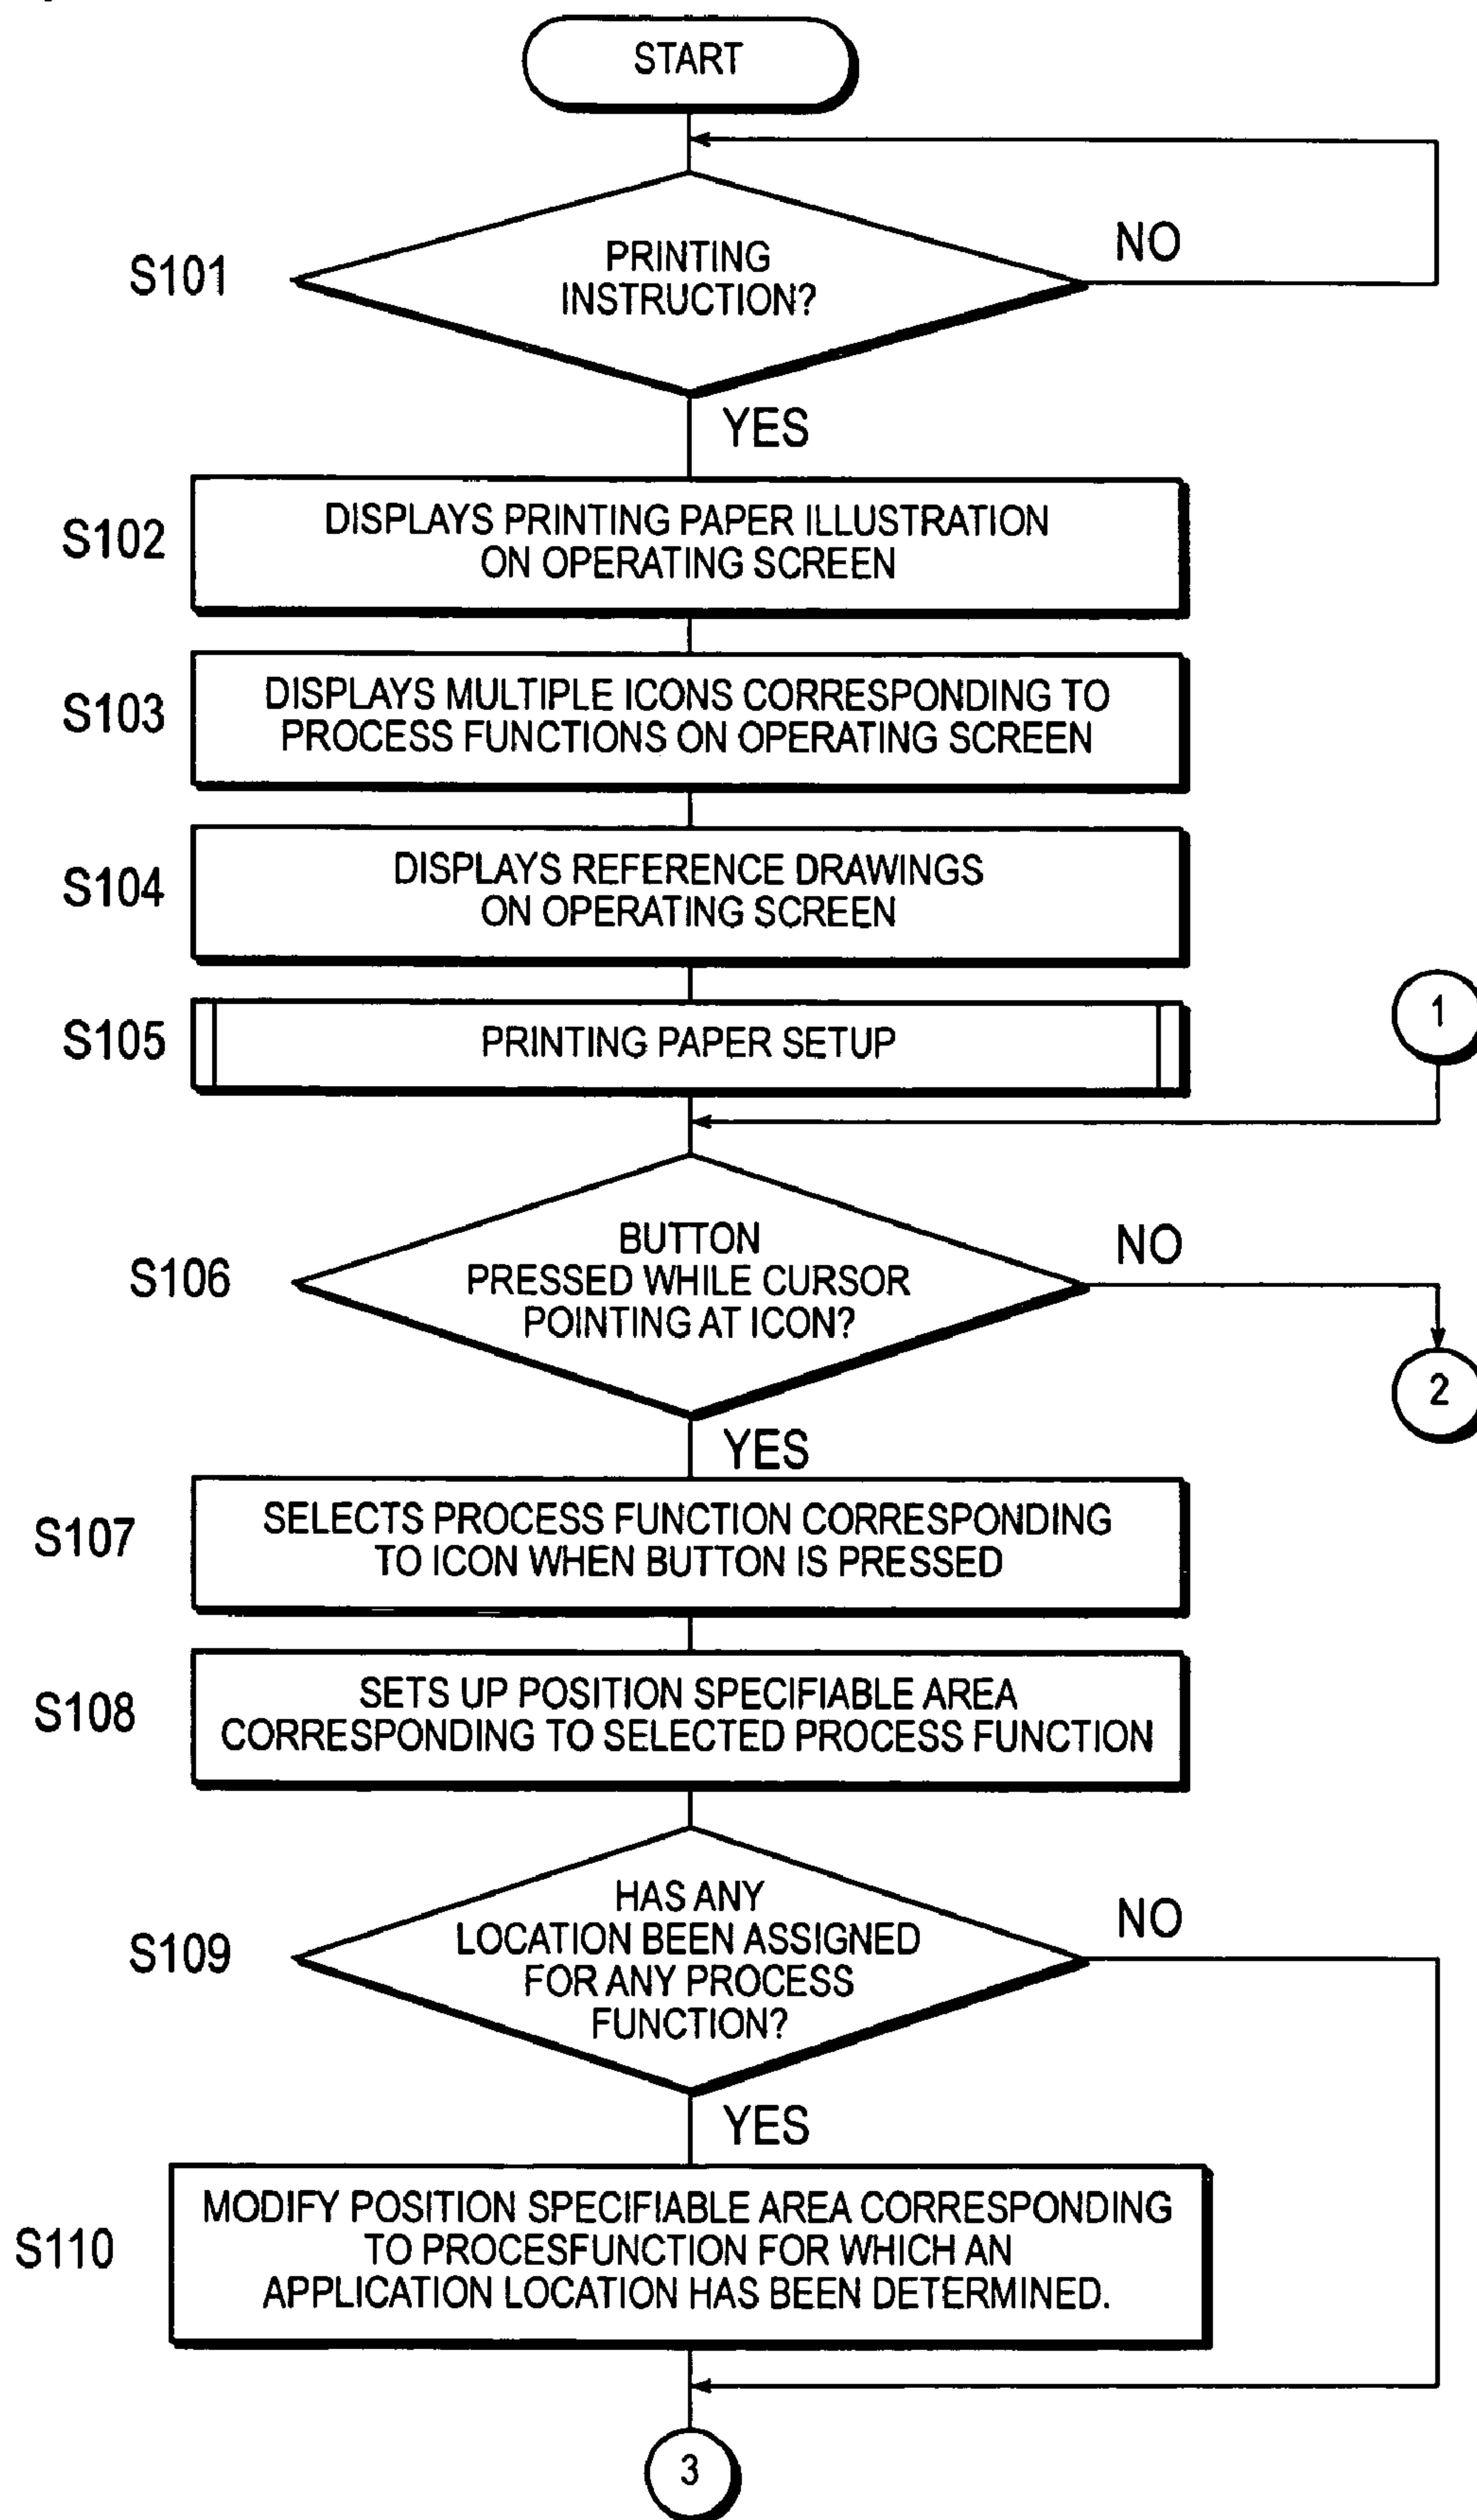 START
S101
PRINTING
INSTRUCTION?
NO
YES
S102
DISPLAYS PRINTING PAPER ILLUSTRATION
ON OPERATING SCREEN
S103
DISPLAYS MULTIPLE ICONS CORRESPONDING TO
PROCESS FUNCTIONS ON OPERATING SCREEN
S104
DISPLAYS REFERENCE DRAWINGS
ON OPERATING SCREEN
S105
PRINTING PAPER SETUP
1
S106
BUTTON
PRESSED WHILE CURSOR
POINTING AT ICON?
NO
2
YES
S107
SELECTS PROCESS FUNCTION CORRESPONDING
TO ICON WHEN BUTTON IS PRESSED
S108
SETS UP POSITION SPECIFIABLE AREA
CORRESPONDING TO SELECTED PROCESS FUNCTION
S109
HAS ANY
LOCATION BEEN ASSIGNED
FOR ANY PROCESS
FUNCTION?
NO
YES
S110
MODIFY POSITION SPECIFIABLE AREA CORRESPONDING
TO PROCESFUNCTION FOR WHICH AN
APPLICATION LOCATION HAS BEEN DETERMINED.
3